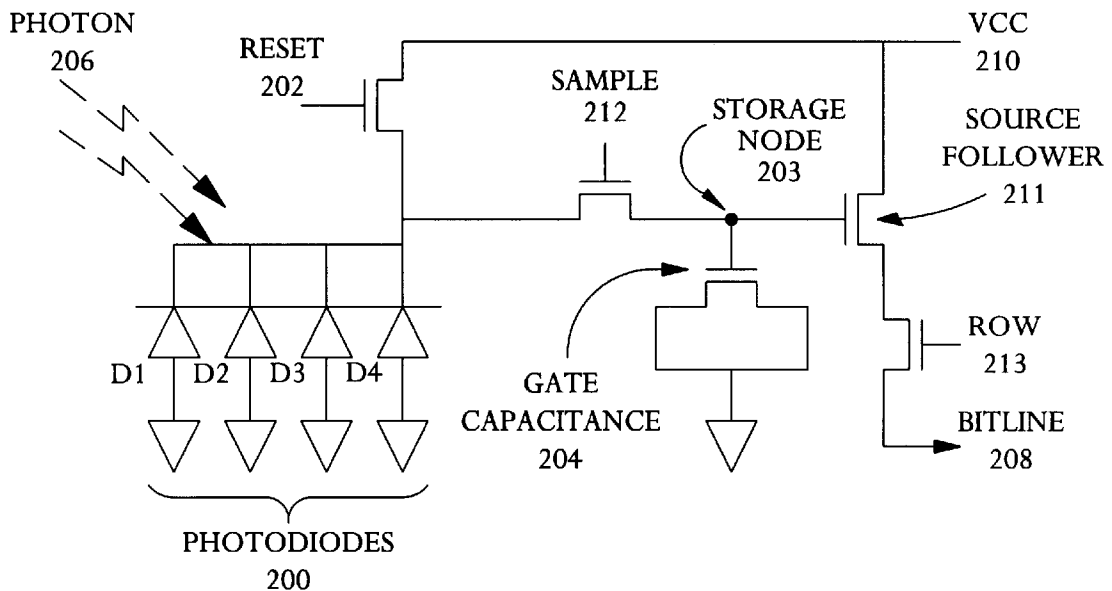 PHOTON
206
RESET
202
SAMPLE
212
STORAGE
NODE
203
VCC
210
SOURCE
FOLLOWER
211
D1
D2
D3
D4
GATE
CAPACITANCE
204
ROW
213
BITLINE
208
PHOTODIODES
200